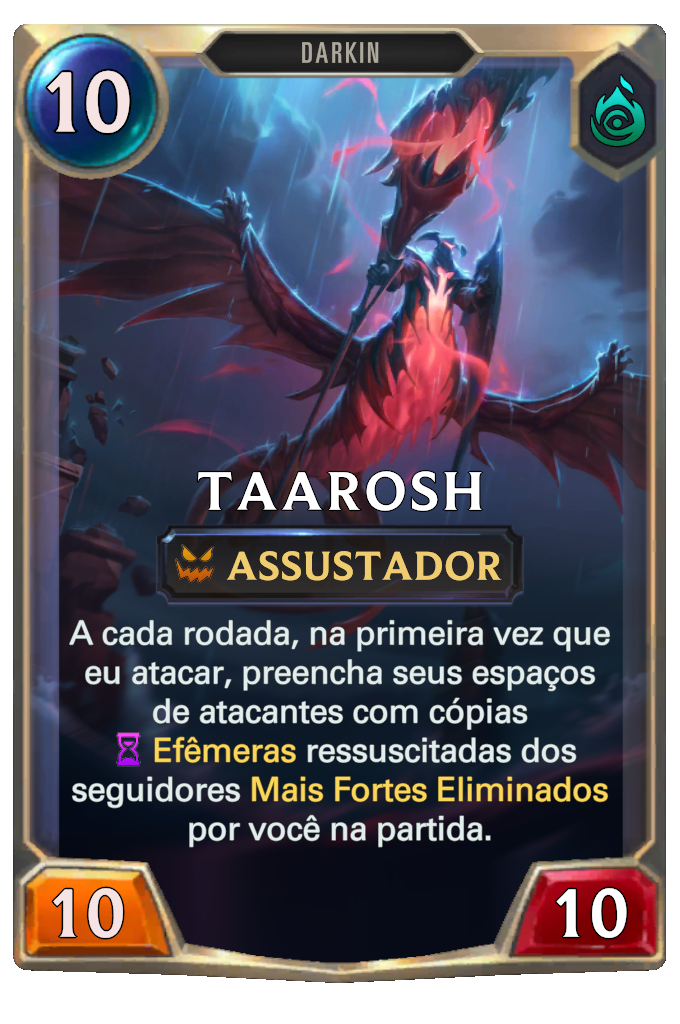 DARKIN
10
TAAROSH
ASSUSTADOR
A cada rodada, na primeira vez que
eu atacar, preencha seus espaços
de atacantes com cópias
Efêmeras ressuscitadas dos
seguidores Mais Fortes Eliminados
por você na partida.
10
10